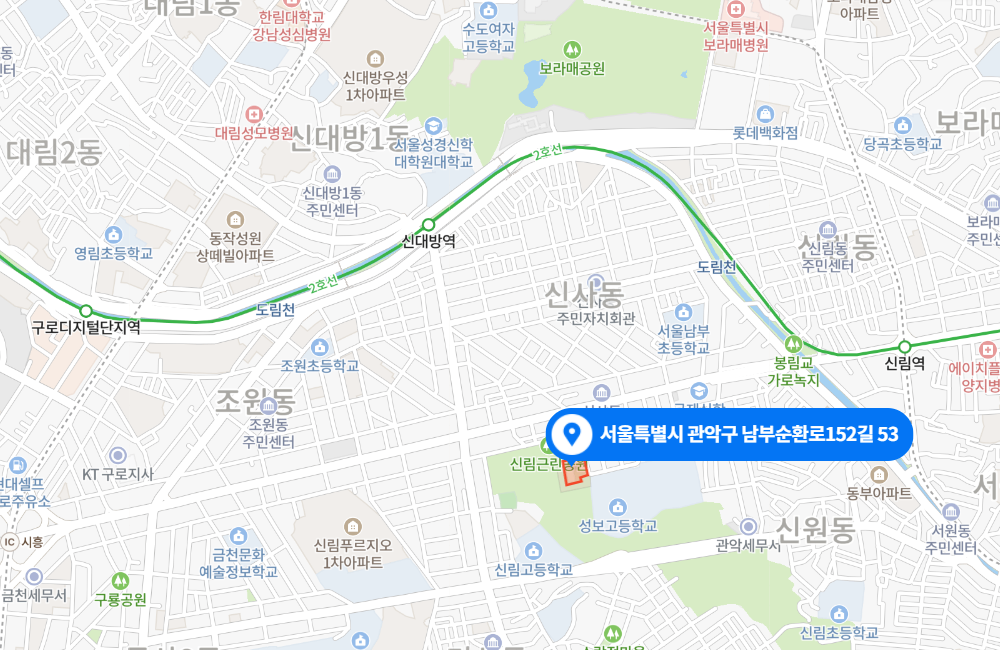 대림1동
한림대학교
강남성심병원
수도여자
고등학교
서울특별시
보라매병원
아파트
보라매공원
신대방우성
1차아파트
대림성모병원
신대방1동
서울성경신학
대학원대학교
2호선
롯데백화점
당곡초등학교
보라매
대림2동
신대방1동
주민센터
동작성원
상떼빌아파트
영림초등학교
신대방역
신림동
신림동
주민센터
보라매
주민센
도림천
2호선
도림천
신사동
주민자치회관
구로디지털단지역
서울남부
초등학교
봉림교
가로녹지
신림역
에이치플
양지병
조원초등학교
조원동
조원동
주민센터
서울특별시 관악구 남부순환로152길 53
신림근린공원
KT 구로지사
현대셀프
로주유소
성보고등학교
동부아파트
서
서원동
주민센터
IC 시흥
금천문화
예술정보학교
신림푸르지오
1차아파트
신림고등학교
관악세무서
신원동
금천세무서
구룡공원
신림초등학교